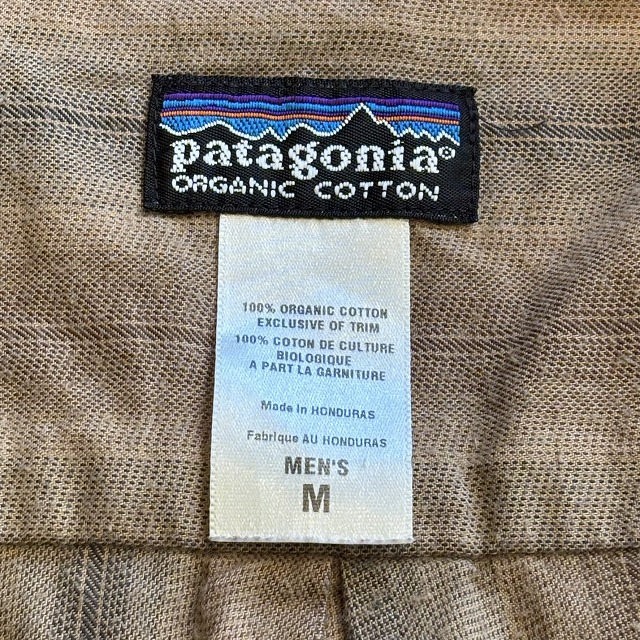 patagonia®
ORGANIC COTTON
100% ORGANIC COTTON
EXCLUSIVE OF TRIM
100% COTON DE CULTURE
BIOLOGIQUE
A PART LA GARNITURE
Made in HONDURAS
Fabrique AU HONDURAS
MEN'S
M